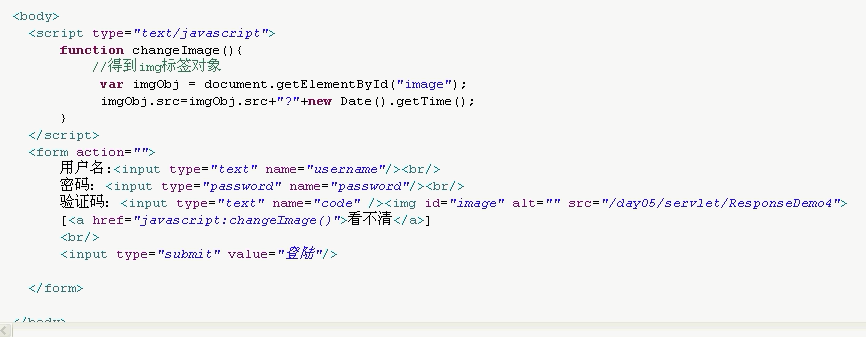 <body>
<script type="text/javascript">
function changeImage(){
//得到img标签对象
var imgObj = document.getElementById("image");
imgObj.src=imgObj.src+"?"+new Date().getTime();
}
</script>
<form action="">
用户名:<input type="text" name="username"/><br/>
密码: <input type="password" name="password"/><br/>
验证码: <input type="text" name="code" /><img id="image" alt="" src="/day05/servlet/ResponseDemo4">
[<a href="javascript:changeImage()">看不清</a>]
<br/>
<input type="submit" value="登陆"/>
</form>
</body>